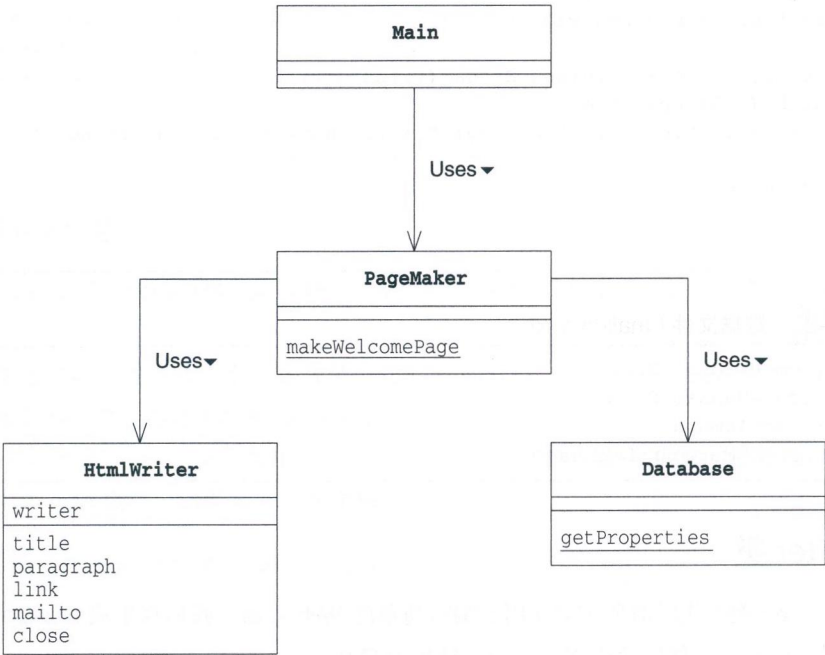 Main
Uses
PageMaker
makeWelcomePage
Uses
Uses
HtmlWriter
writer
title
paragraph
link
mailto
close
Database
getProperties